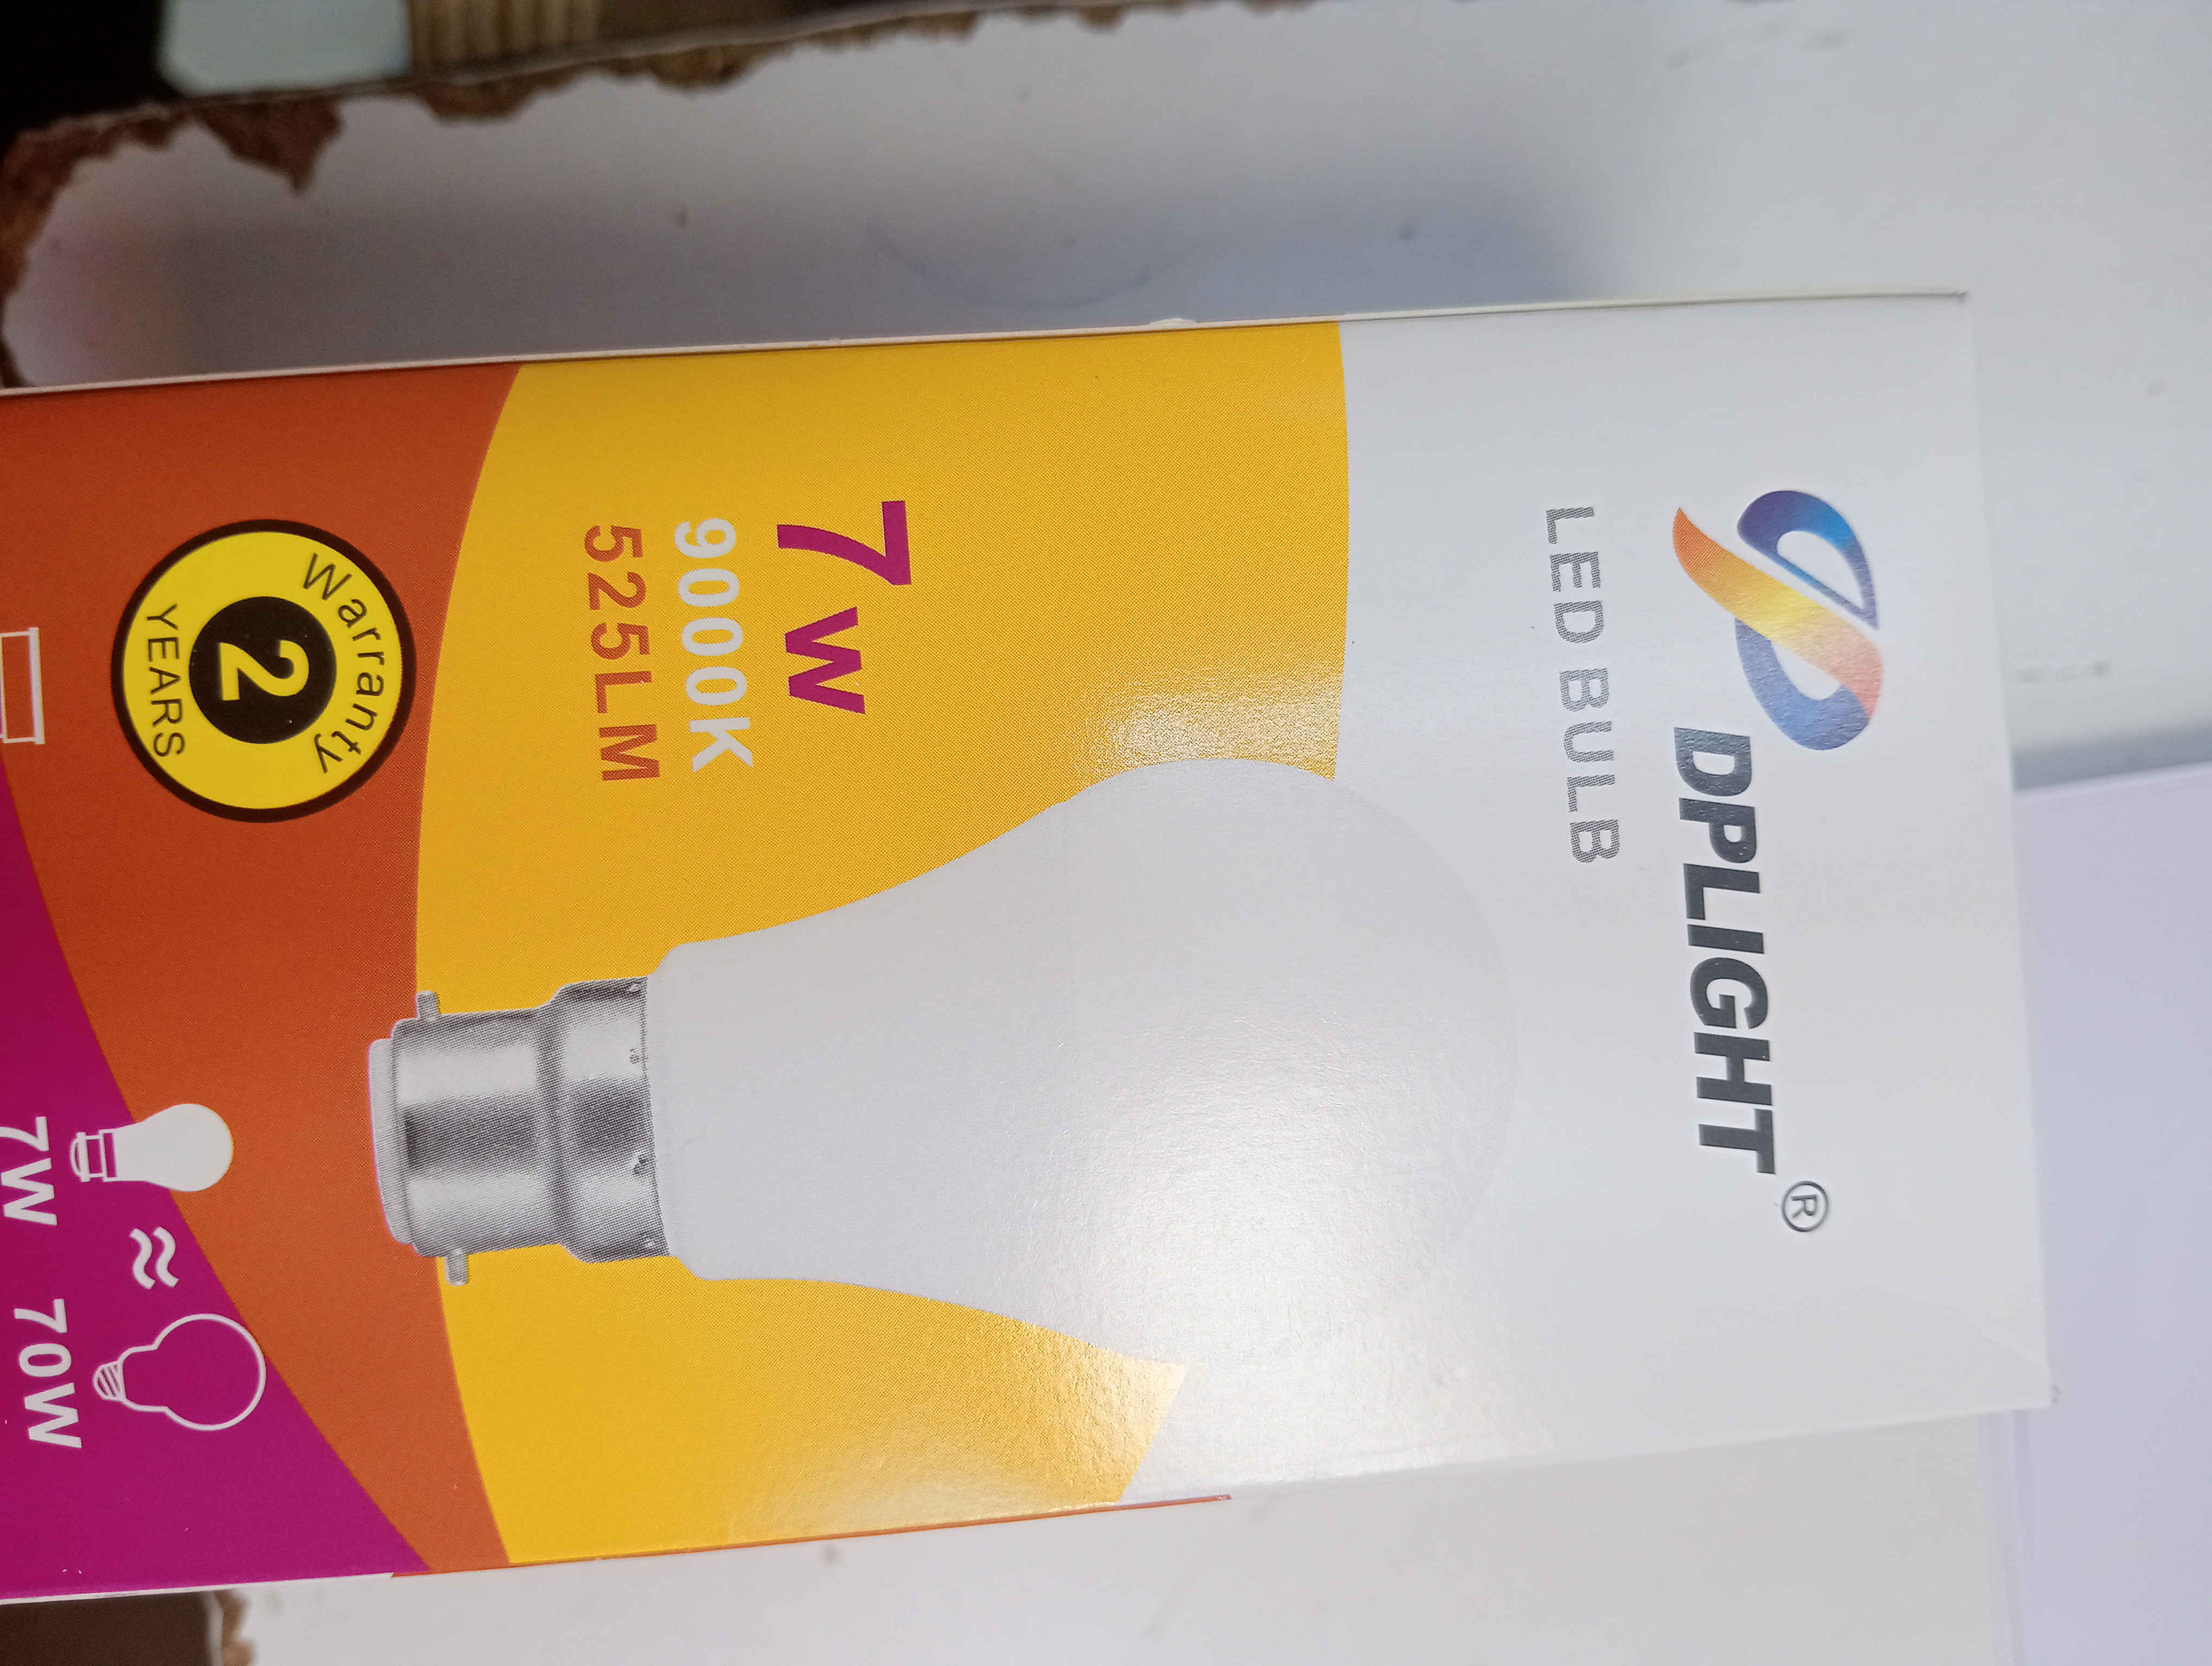 DPLIGHT®
LED BULB
7W
9000K
525LM
Warranty
2
YEARS
≈
7W 70W